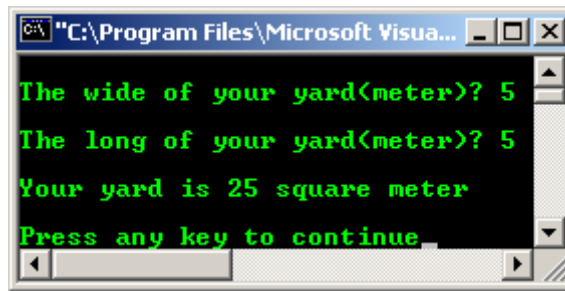 "C:\Program Files\Microsoft Visua...
The wide of your yard(meter)? 5
The long of your yard(meter)? 5
Your yard is 25 square meter
Press any key to continue_